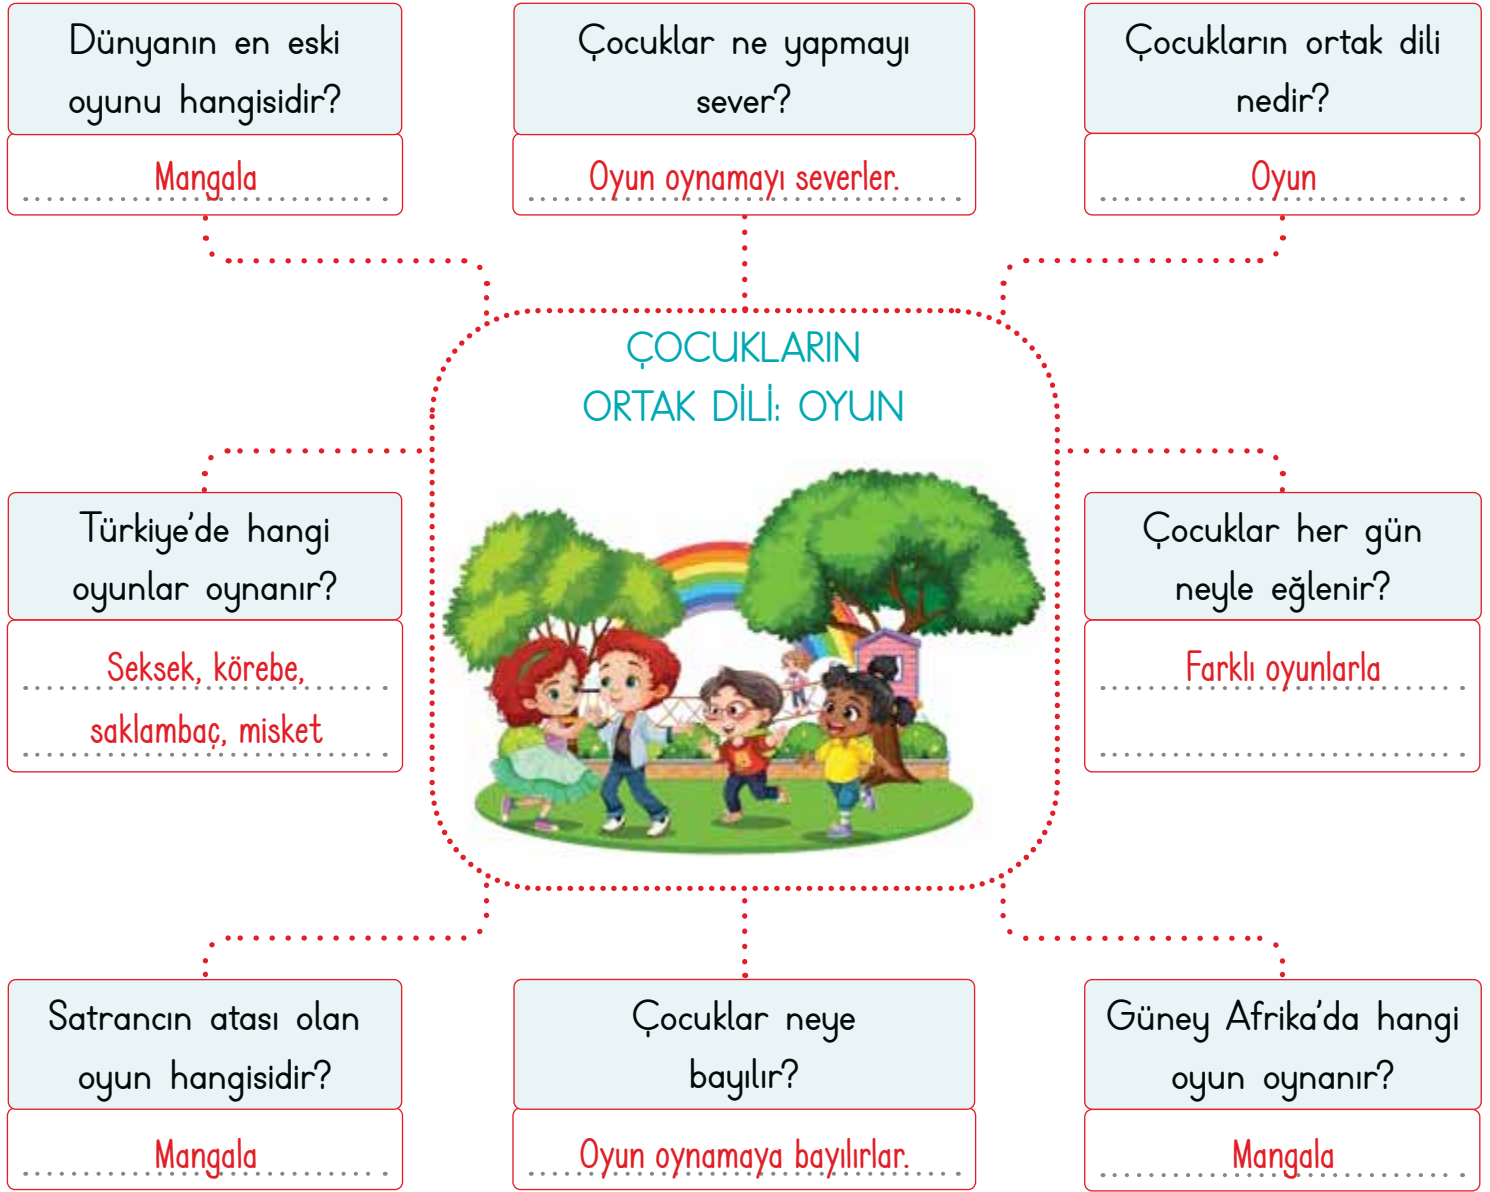 Dünyanın en eski
oyunu hangisidir?
Mangala
Çocuklar ne yapmayı
sever?
Oyun oynamayı severler.
Çocukların ortak dili
nedir?
Oyun
ÇOCUKLARIN
ORTAK DİLİ: OYUN
Türkiye'de hangi
oyunlar oynanır?
Seksek, körebe,
saklambaç, misket
Çocuklar her gün
neyle eğlenir?
Farklı oyunlarla
Satrancın atası olan
oyun hangisidir?
Mangala
Çocuklar neye
bayılır?
Oyun oynamaya bayılırlar.
Güney Afrika'da hangi
oyun oynanır?
Mangala